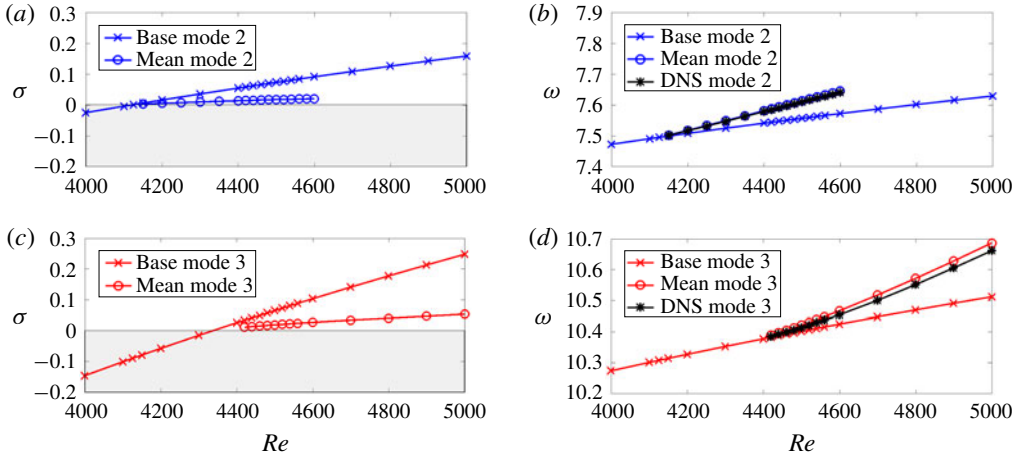 (a)
0.3
0.2
0.1
0
−0.1
−0.2
σ
Base mode 2
Mean mode 2
4000 4200 4400 4600 4800 5000
(b)
7.9
7.8
7.7
7.6
7.5
7.4
ω
Base mode 2
Mean mode 2
DNS mode 2
4000 4200 4400 4600 4800 5000
(c)
0.3
0.2
0.1
0
−0.1
−0.2
σ
Base mode 3
Mean mode 3
4000 4200 4400 4600 4800 5000
Re
(d)
10.7
10.6
10.5
10.4
10.3
10.2
ω
Base mode 3
Mean mode 3
DNS mode 3
4000 4200 4400 4600 4800 5000
Re